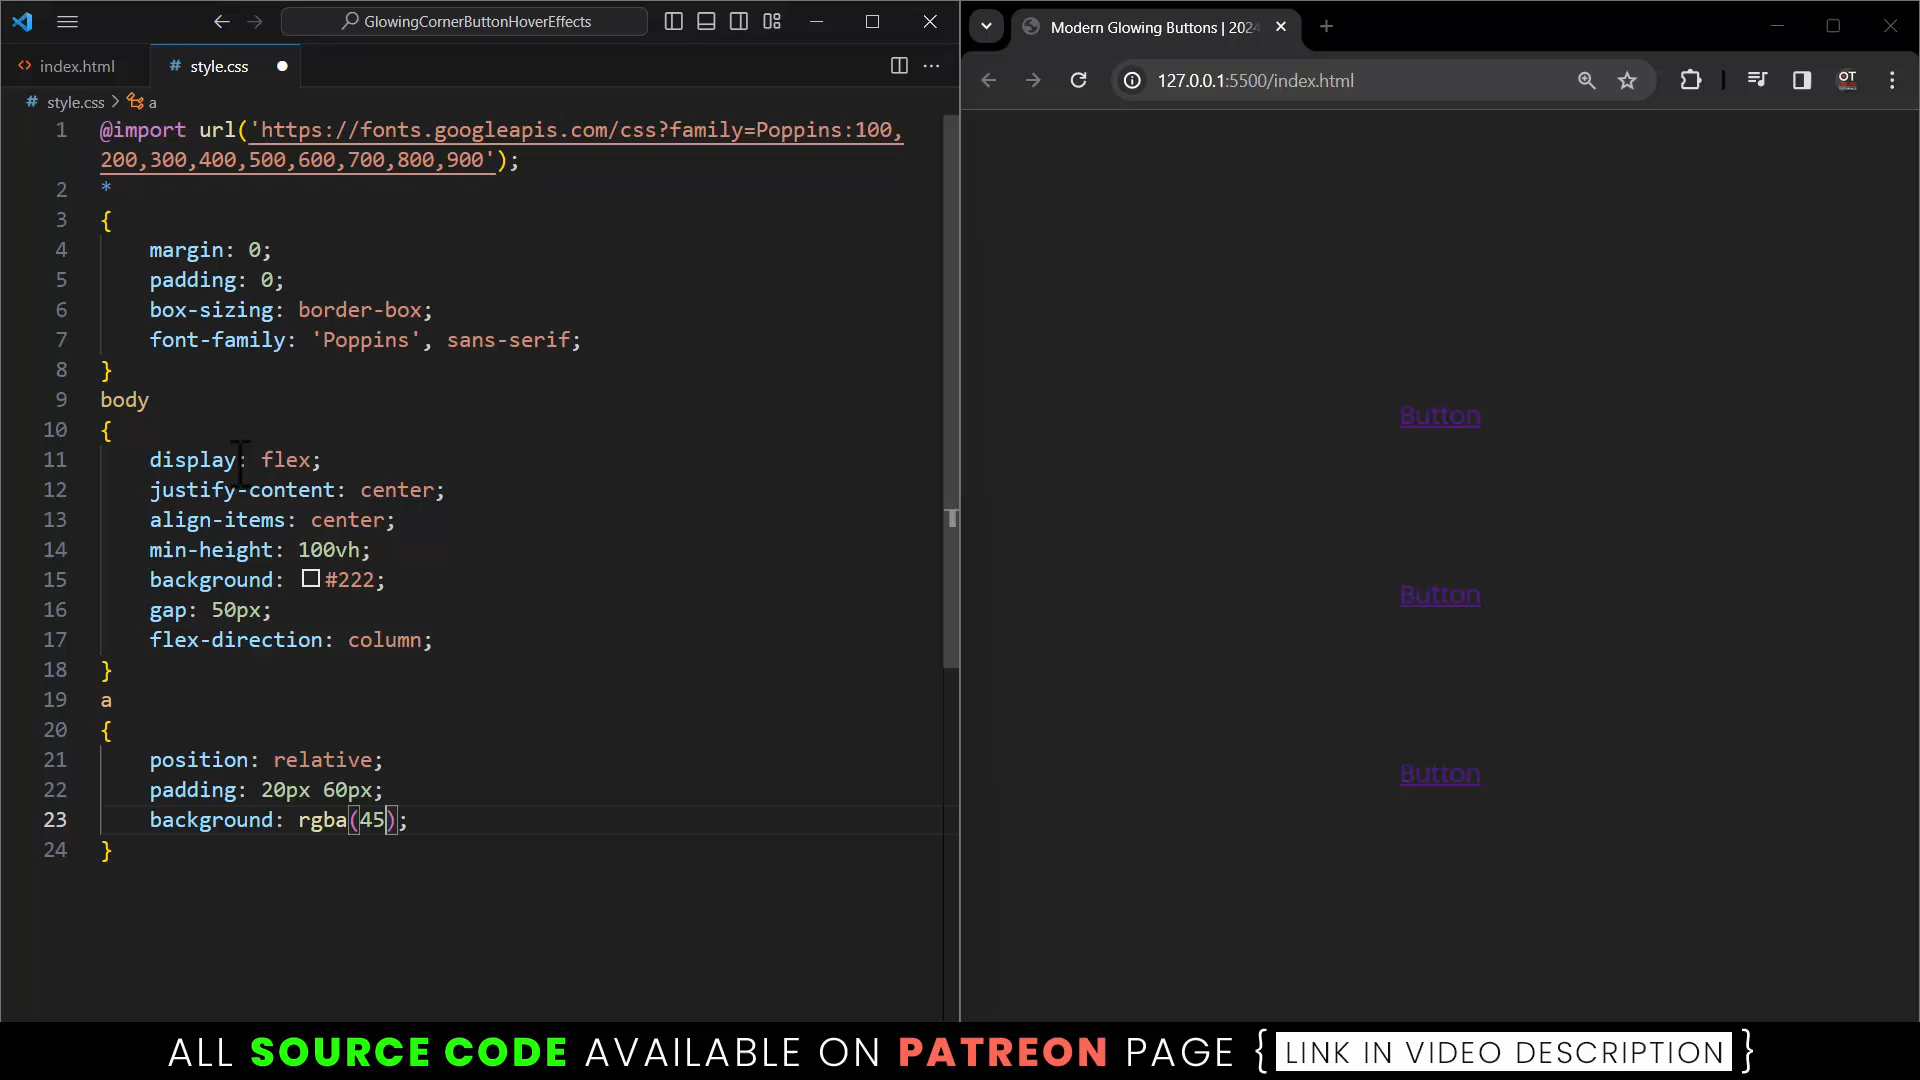 GlowingCornerButtonHoverEffects
index.html
style.css
style.css > a
1 @import url('https://fonts.googleapis.com/css?family=Poppins:100,
200,300,400,500,600,700,800,900');
2 *
3 {
4 margin: 0;
5 padding: 0;
6 box-sizing: border-box;
7 font-family: 'Poppins', sans-serif;
8 }
9 body
10 {
11 display: flex;
12 justify-content: center;
13 align-items: center;
14 min-height: 100vh;
15 background: #222;
16 gap: 50px;
17 flex-direction: column;
18 }
19 a
20 {
21 position: relative;
22 padding: 20px 60px;
23 background: rgba(45);
24 }
Modern Glowing Buttons | 2024
127.0.0.1:5500/index.html
OT
Button
Button
Button
ALL SOURCE CODE AVAILABLE ON PATREON PAGE { LINK IN VIDEO DESCRIPTION }